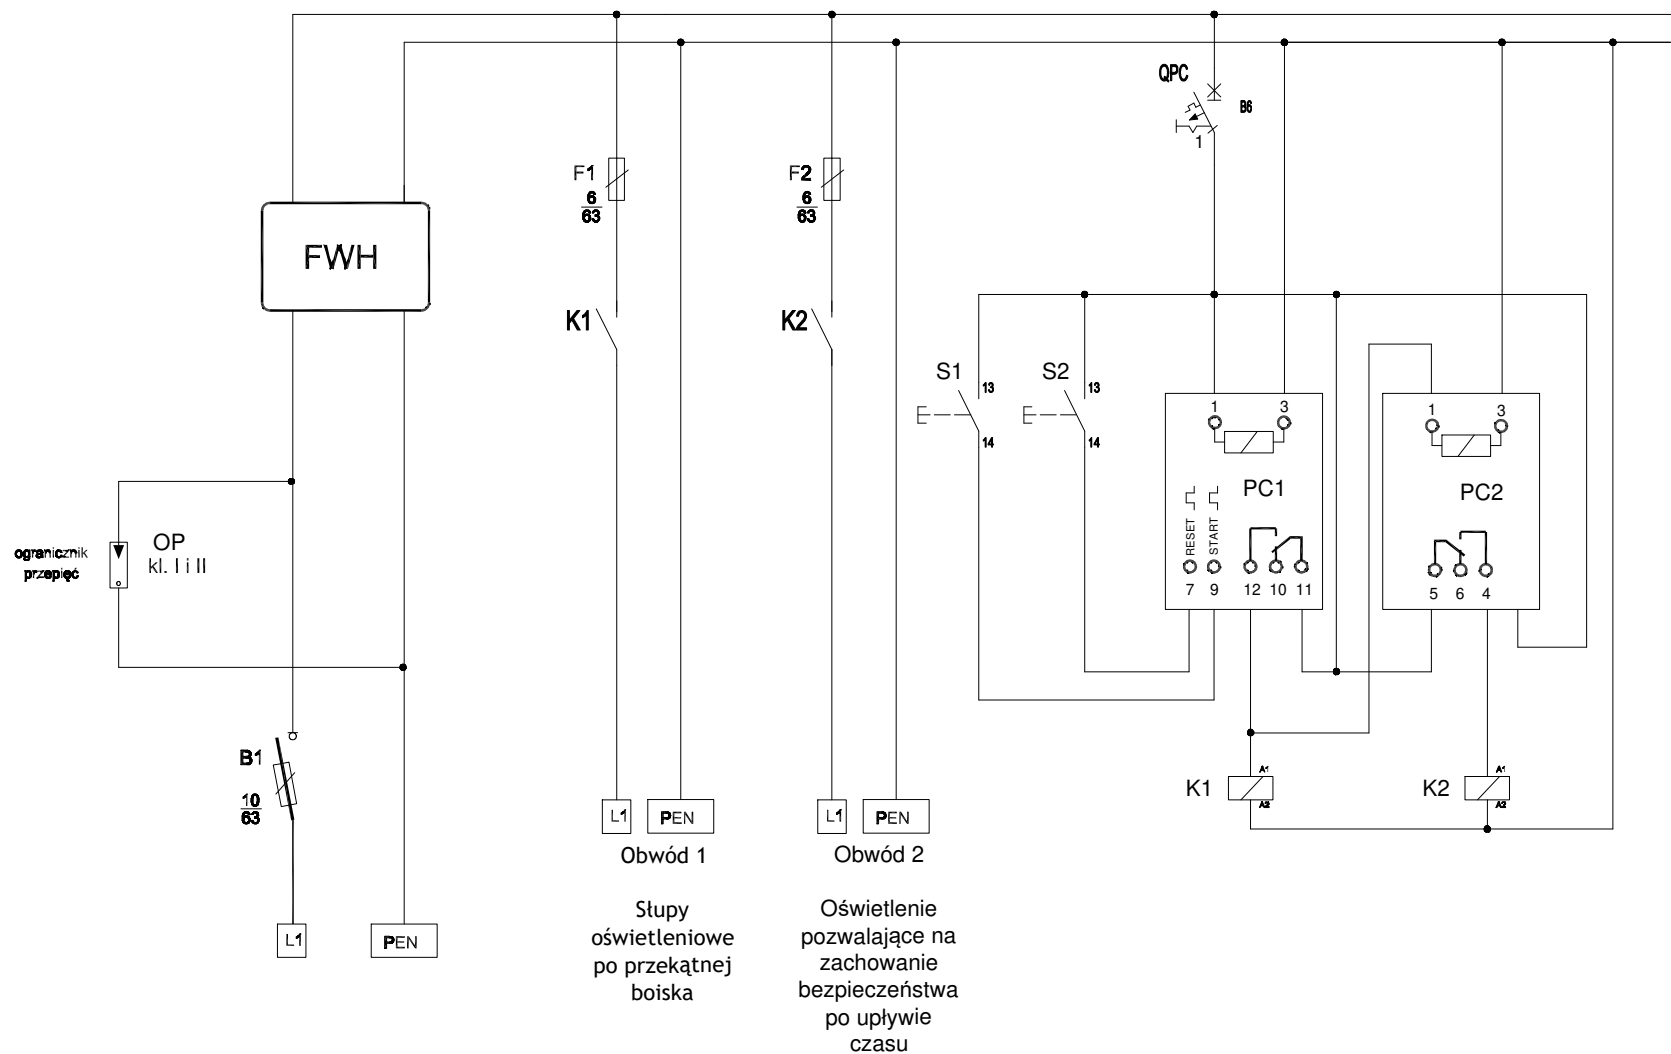 QPC
B6
1
F1
6
63
F2
6
63
FWH
K1
K2
S1
13
14
S2
13
14
1
3
PC1
RESET
START
7
9
12
10
11
1
3
PC2
5
6
4
ogranicznik
przepięć
OP
kl. I i II
B1
10
63
K1
A1
A2
K2
A1
A2
L1
PEN
L1
PEN
L1
PEN
Obwód 1
Słupy
oświetleniowe
po przekątnej
boiska
Obwód 2
Oświetlenie
pozwalające na
zachowanie
bezpieczeństwa
po upływie
czasu